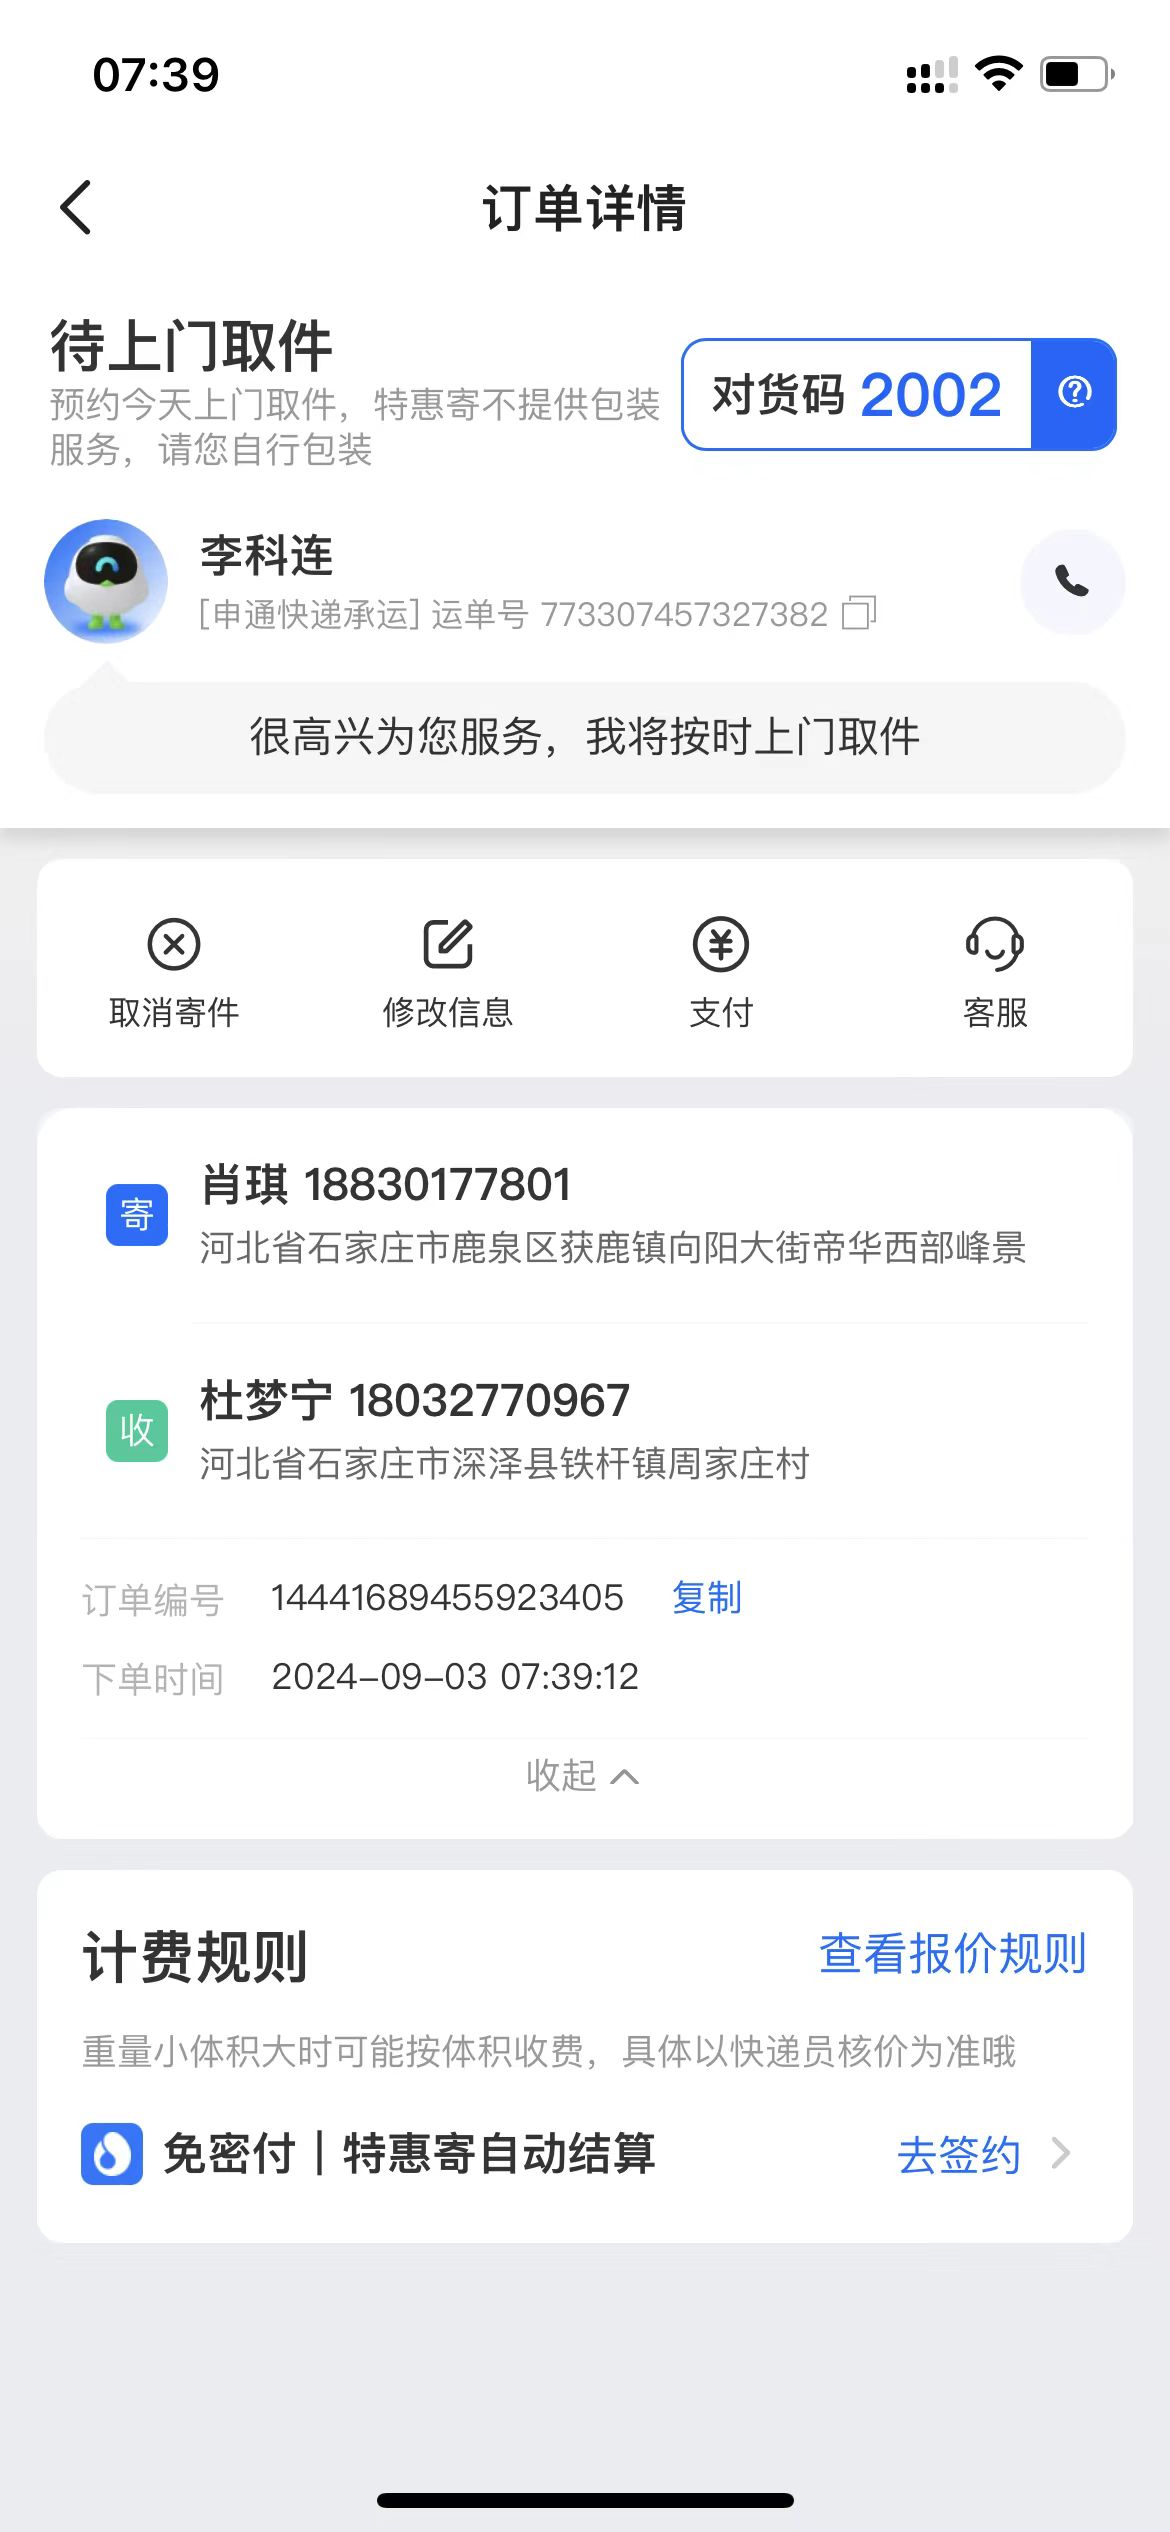 07:39
订单详情
待上门取件
预约今天上门取件，特惠寄不提供包装
服务，请您自行包装
对货码 2002
李科连
[申通快递承运] 运单号 773307457327382
很高兴为您服务，我将按时上门取件
取消寄件 修改信息 支付 客服
寄 肖琪 18830177801
河北省石家庄市鹿泉区获鹿镇向阳大街帝华西部峰景
收 杜梦宁 18032770967
河北省石家庄市深泽县铁杆镇周家庄村
订单编号 14441689455923405 复制
下单时间 2024-09-03 07:39:12
收起
计费规则 查看报价规则
重量小体积大时可能按体积收费，具体以快递员核价为准哦
免密付 | 特惠寄自动结算 去签约